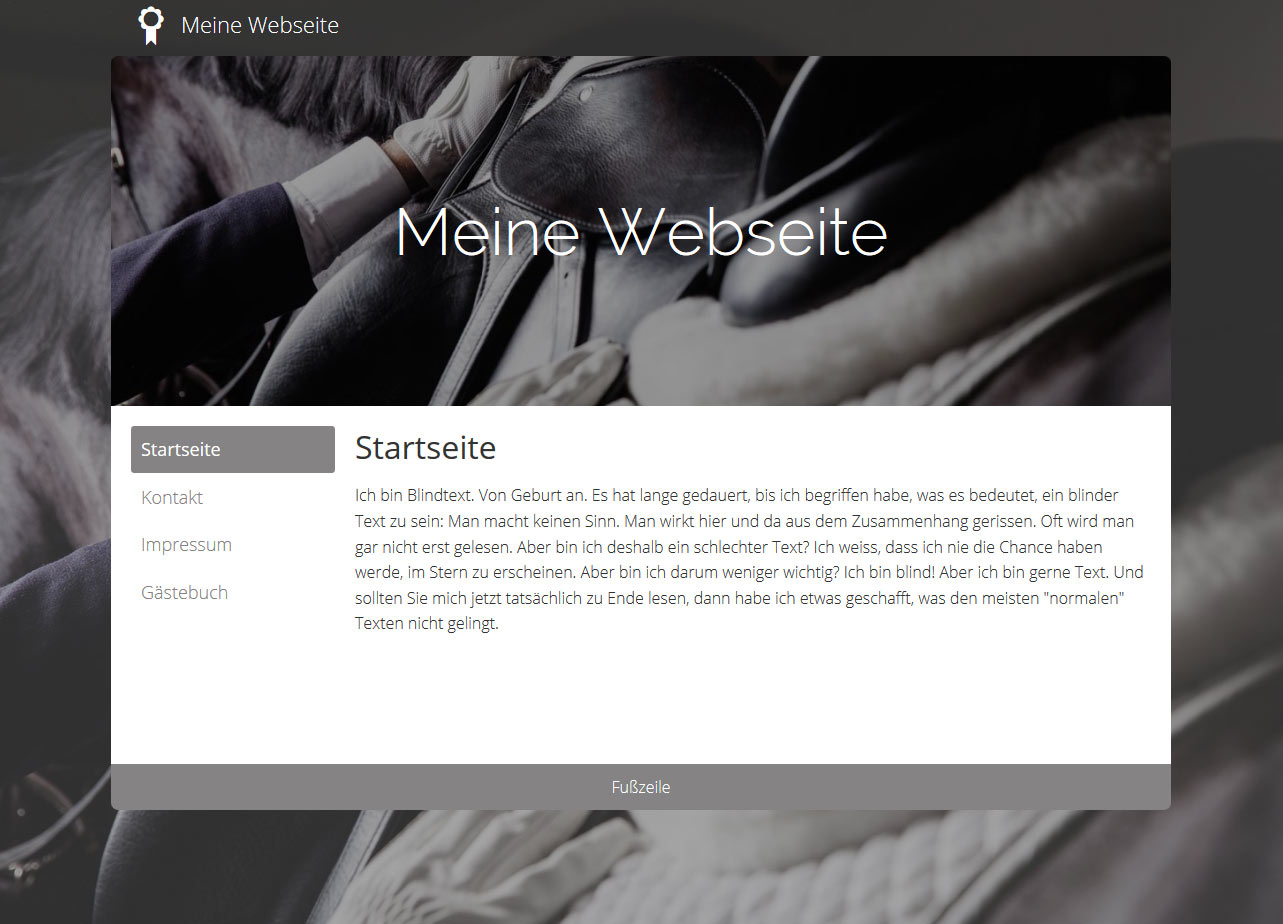 Meine Webseite
Meine Webseite
Startseite
Kontakt
Impressum
Gästebuch
Startseite
Ich bin Blindtext. Von Geburt an. Es hat lange gedauert, bis ich begriffen habe, was es bedeutet, ein blinder
Text zu sein: Man macht keinen Sinn. Man wirkt hier und da aus dem Zusammenhang gerissen. Oft wird man
gar nicht erst gelesen. Aber bin ich deshalb ein schlechter Text? Ich weiss, dass ich nie die Chance haben
werde, im Stern zu erscheinen. Aber bin ich darum weniger wichtig? Ich bin blind! Aber ich bin gerne Text. Und
sollten Sie mich jetzt tatsächlich zu Ende lesen, dann habe ich etwas geschafft, was den meisten "normalen"
Texten nicht gelingt.
Fußzeile